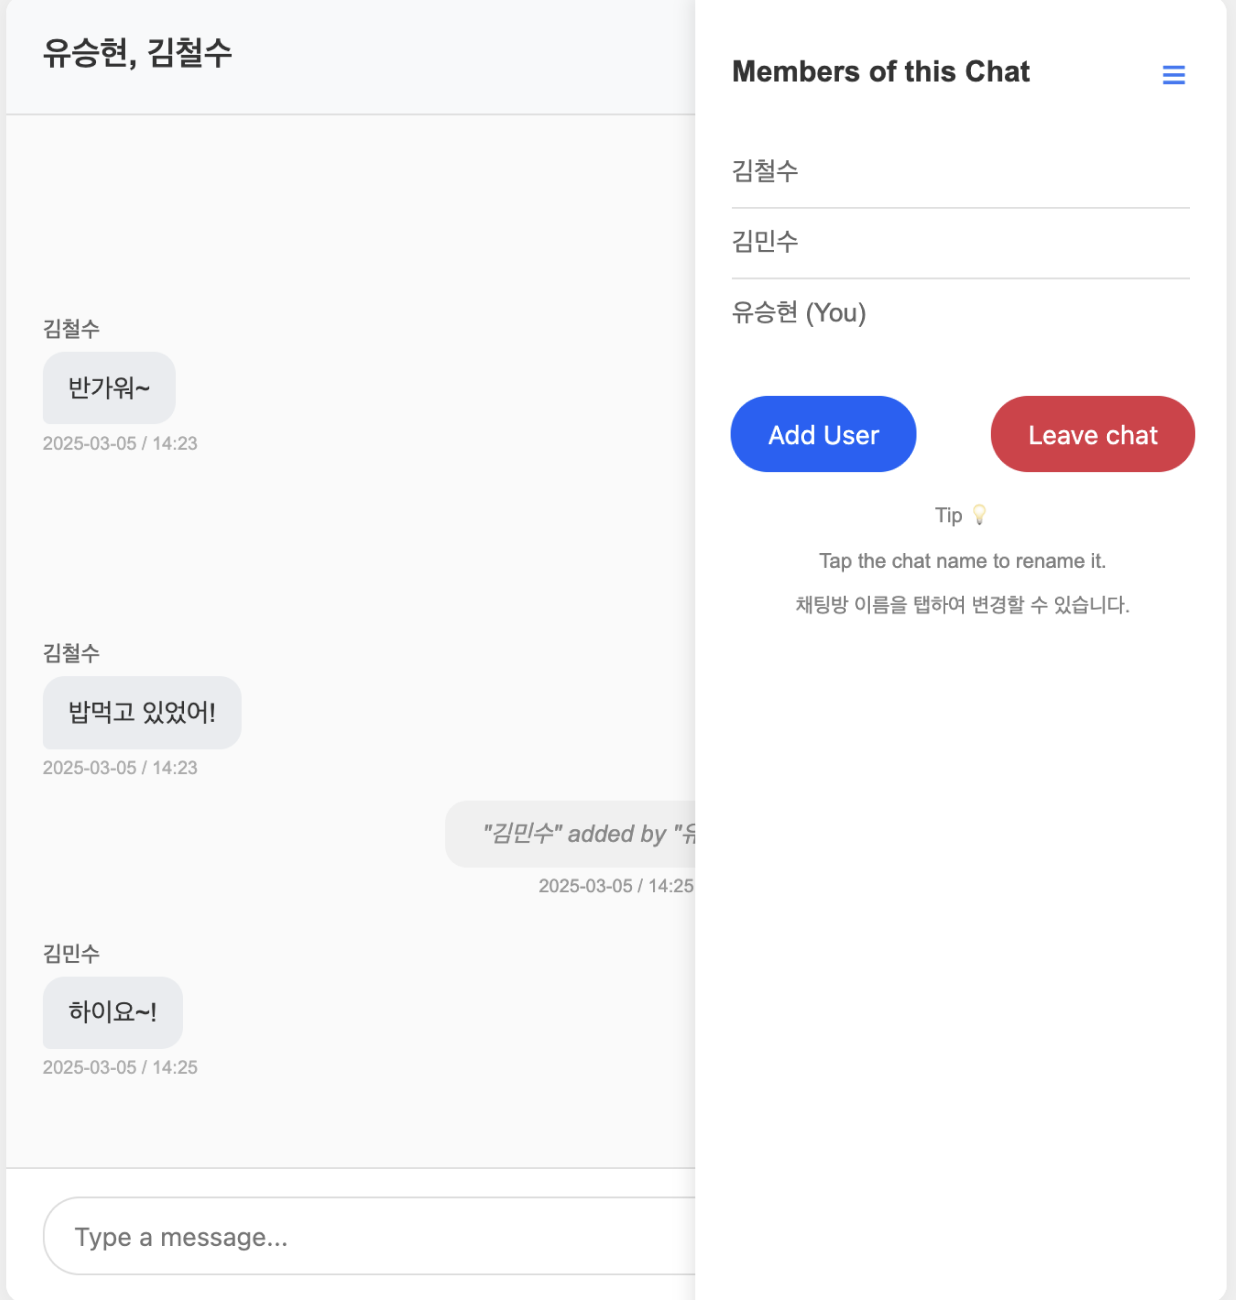 유승현, 김철수
김철수
반가워~
2025-03-05 / 14:23
김철수
밥먹고 있었어!
2025-03-05 / 14:23
"김민수" added by "유
2025-03-05 / 14:25
김민수
하이요~!
2025-03-05 / 14:25
Type a message...
Members of this Chat
김철수
김민수
유승현 (You)
Add User
Leave chat
Tip 💡
Tap the chat name to rename it.
채팅방 이름을 탭하여 변경할 수 있습니다.